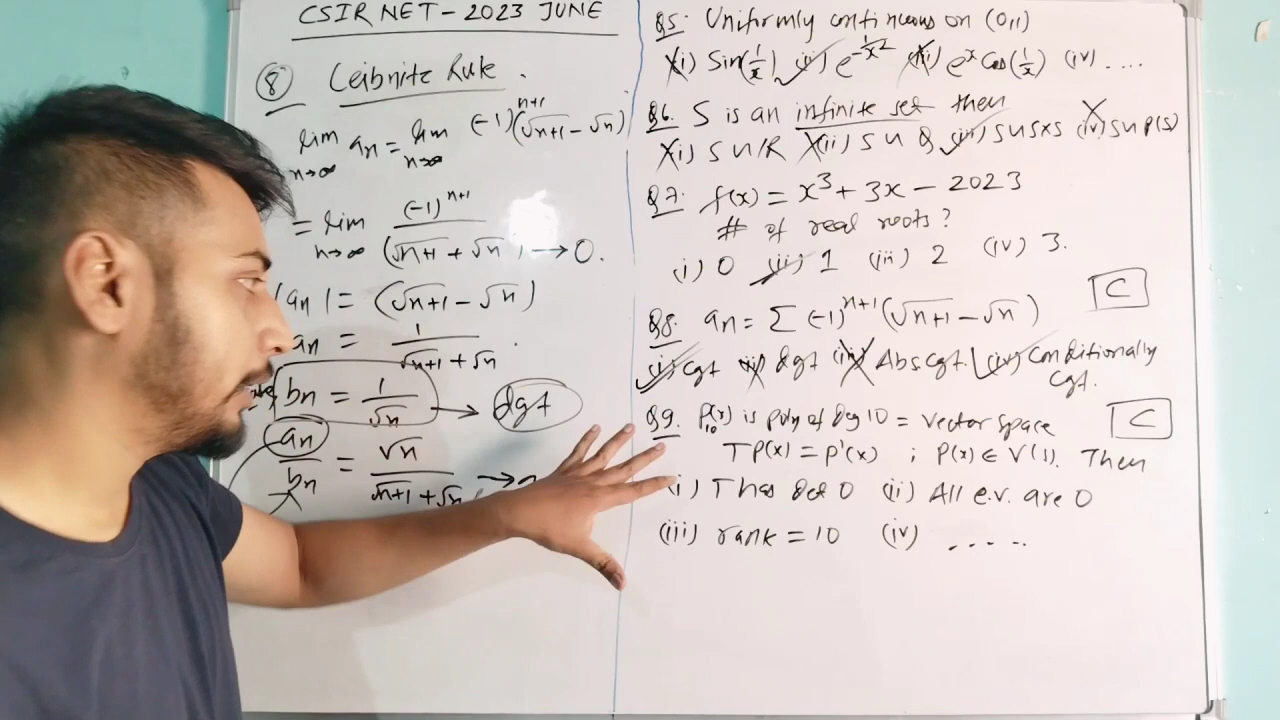 CSIR NET - 2023 JUNE
⑧ Leibnite Rule .
lim n→∞ an = lim n→∞ (-1)^{n+1} (√n+1 - √n)
= lim n→∞ (-1)^{n+1} / (√n+1 + √n) → 0.
|an| = (√n+1 - √n)
an = 1 / √n+1 + √n .
bn = 1/√n → dgt
an/bn = √n / √n+1 + √n →
Q5. Uniformly continuous on (0,1)
(i) Sin(1/x) (ii) e^{-1/x²} (iii) e^x Cos(1/x) (iv) ....
Q6. S is an infinite set then
(i) S ∪ IR (ii) S ∪ Q (iii) S ∪ S×S (iv) S ∪ P(S)
Q7. f(x) = x³ + 3x - 2023
# of real roots?
(i) 0 (ii) 1 (iii) 2 (iv) 3.
C
Q8. an = Σ (-1)^{n+1} (√n+1 - √n)
(i) Cgt (ii) dgt (iii) Abs cgt. (iv) Conditionally
cgt.
C
Q9. P₁₀(x) is poly of deg 10 = vector space
T P(x) = P'(x) ; P(x) ∈ V(s). Then
(i) T has det 0 (ii) All e.v. are 0
(iii) rank = 10 (iv) .....